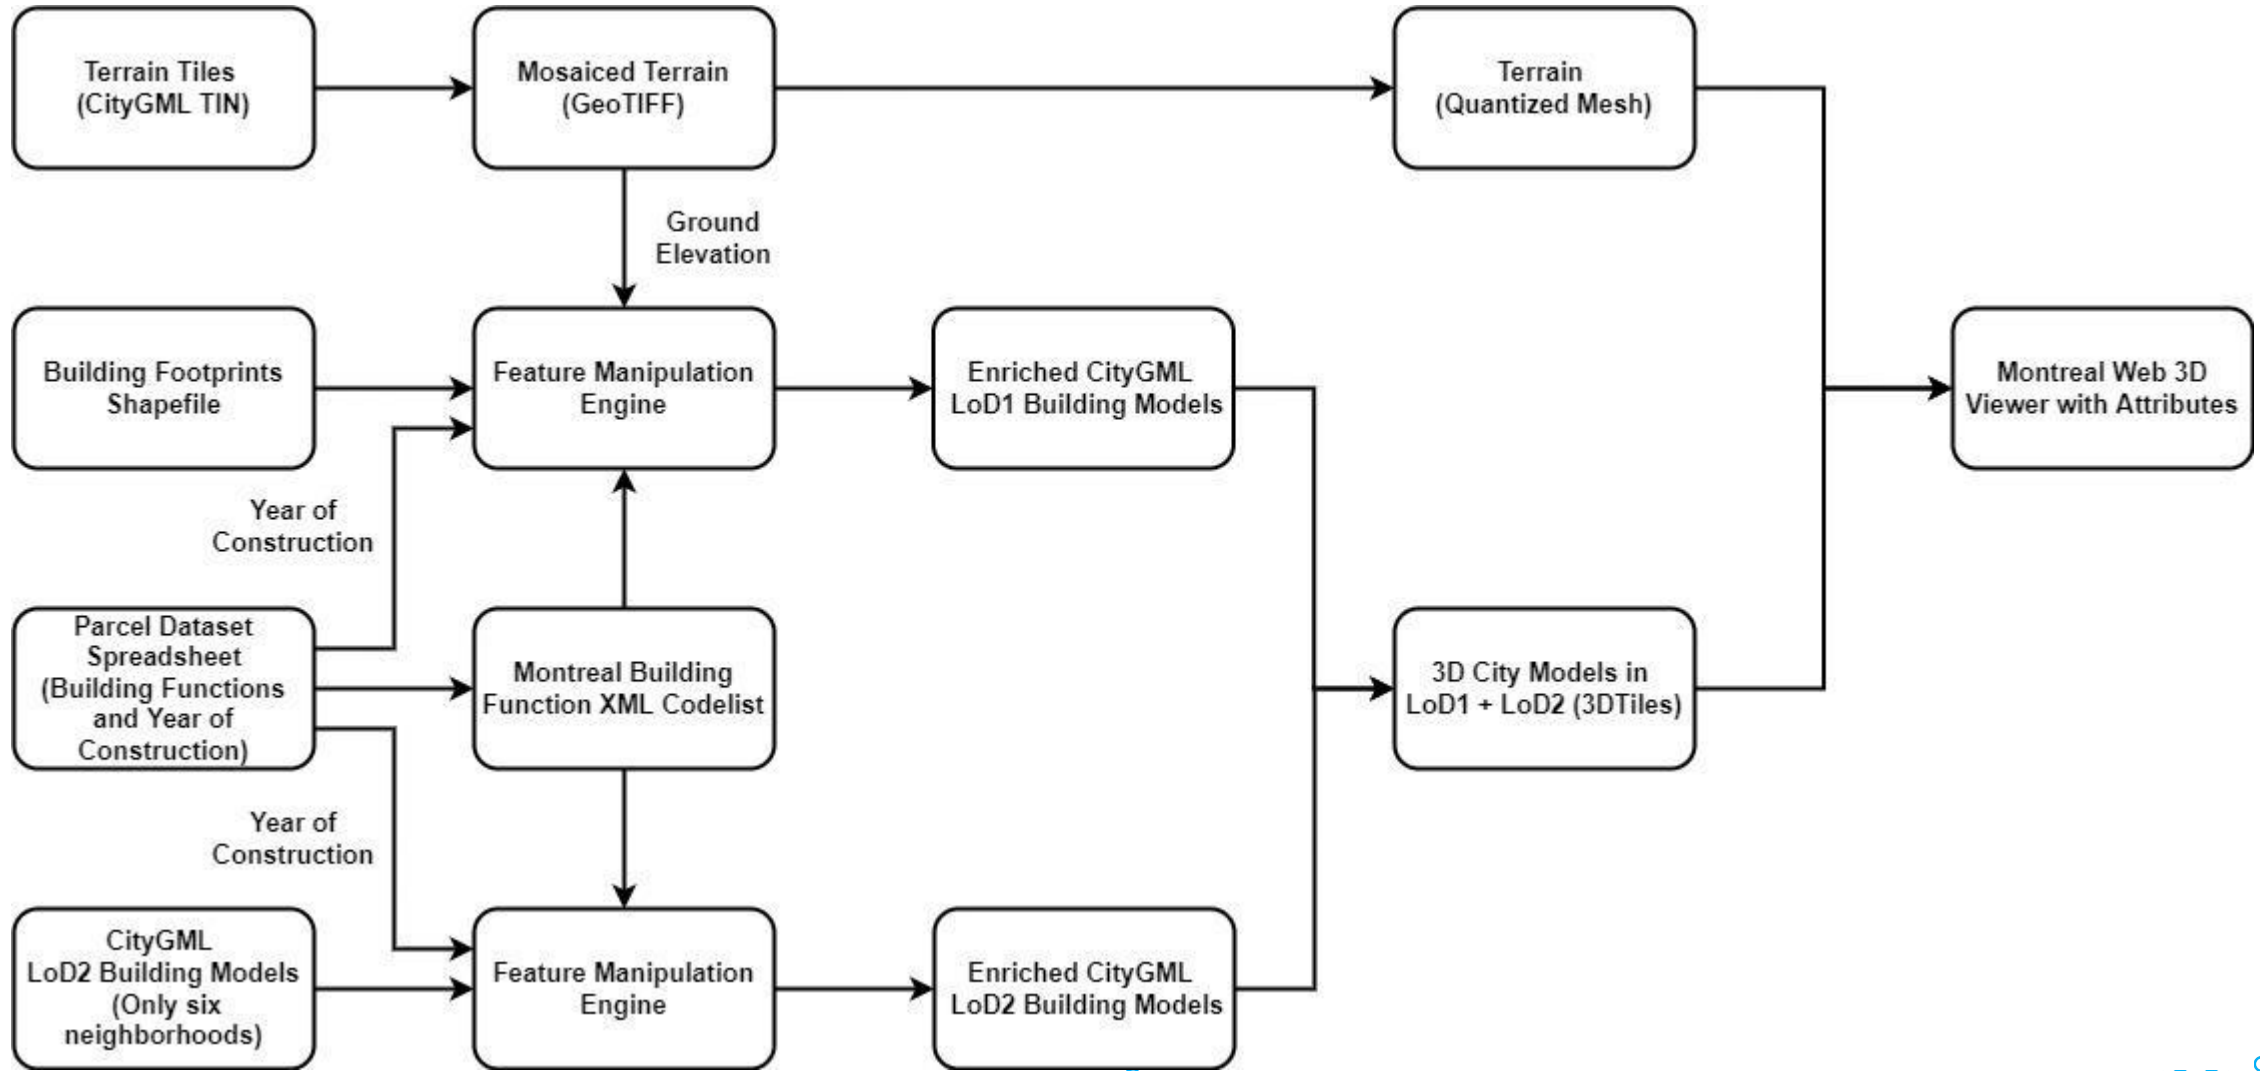 Terrain Tiles
(CityGML TIN)
Mosaiced Terrain
(GeoTIFF)
Terrain
(Quantized Mesh)
Ground
Elevation
Building Footprints
Shapefile
Feature Manipulation
Engine
Enriched CityGML
LoD1 Building Models
Montreal Web 3D
Viewer with Attributes
Year of
Construction
Parcel Dataset
Spreadsheet
(Building Functions
and Year of
Construction)
Montreal Building
Function XML Codelist
3D City Models in
LoD1 + LoD2 (3DTiles)
Year of
Construction
CityGML
LoD2 Building Models
(Only six
neighborhoods)
Feature Manipulation
Engine
Enriched CityGML
LoD2 Building Models